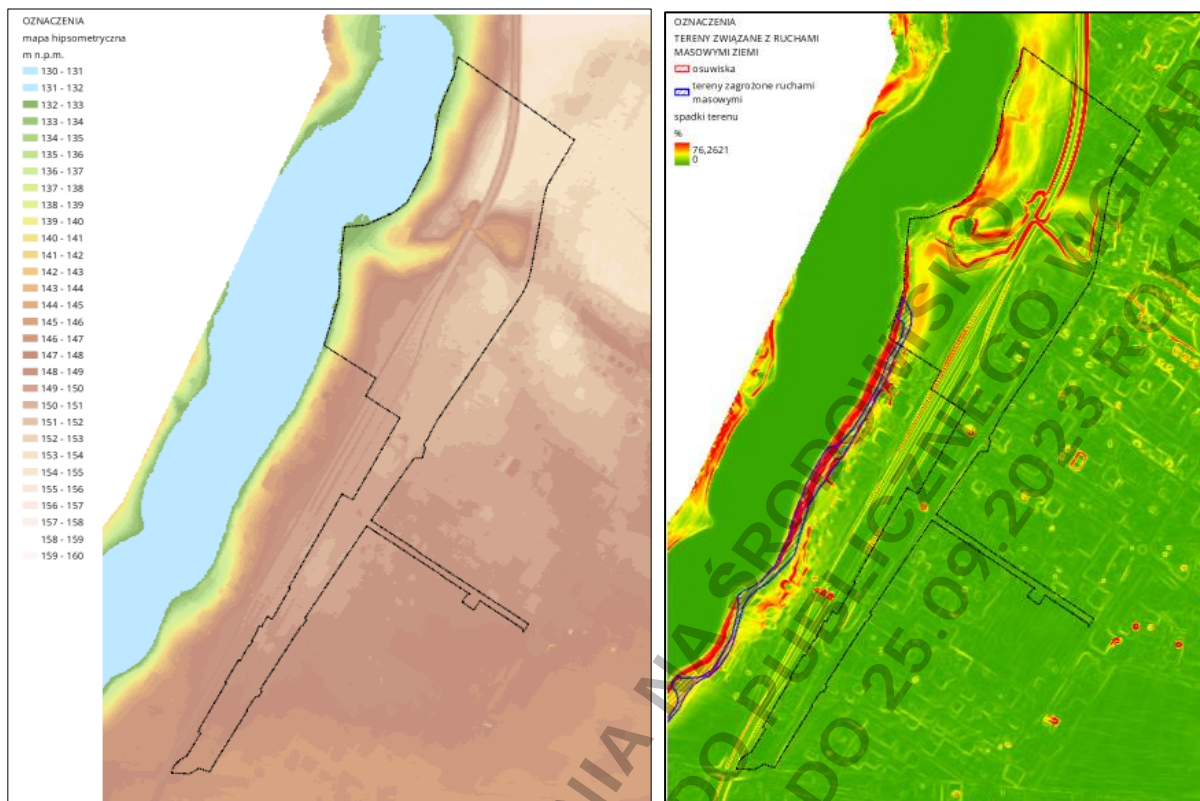 OZNACZENIA
mapa hipsometryczna
m n.p.m.
130 - 131
131 - 132
132 - 133
133 - 134
134 - 135
135 - 136
136 - 137
137 - 138
138 - 139
139 - 140
140 - 141
141 - 142
142 - 143
143 - 144
144 - 145
145 - 146
146 - 147
147 - 148
148 - 149
149 - 150
150 - 151
151 - 152
152 - 153
153 - 154
154 - 155
155 - 156
156 - 157
157 - 158
158 - 159
159 - 160
OZNACZENIA
TERENY ZWIĄZANE Z RUCHAMI
MASOWYMI ZIEMI
osuwiska
tereny zagrożone ruchami
masowymi
spadki terenu
%
76,2621
0
NA ŚRODOWISKO
DO PUBLICZNEGO WGLĄD
DO 25.09.2023 ROKU